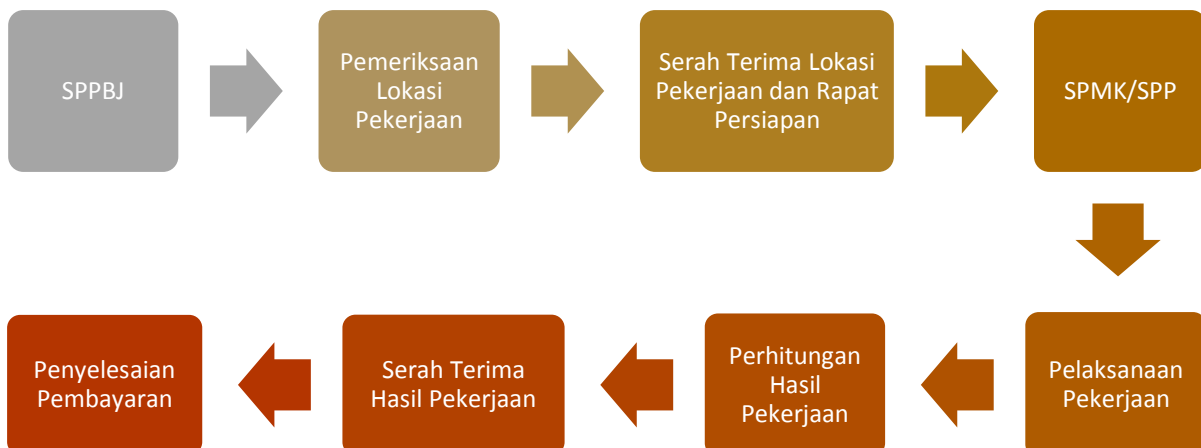 SPPBJ
Pemeriksaan
Lokasi
Pekerjaan
Serah Terima Lokasi
Pekerjaan dan Rapat
Persiapan
SPMK/SPP
Pelaksanaan
Pekerjaan
Perhitungan
Hasil
Pekerjaan
Serah Terima
Hasil Pekerjaan
Penyelesaian
Pembayaran